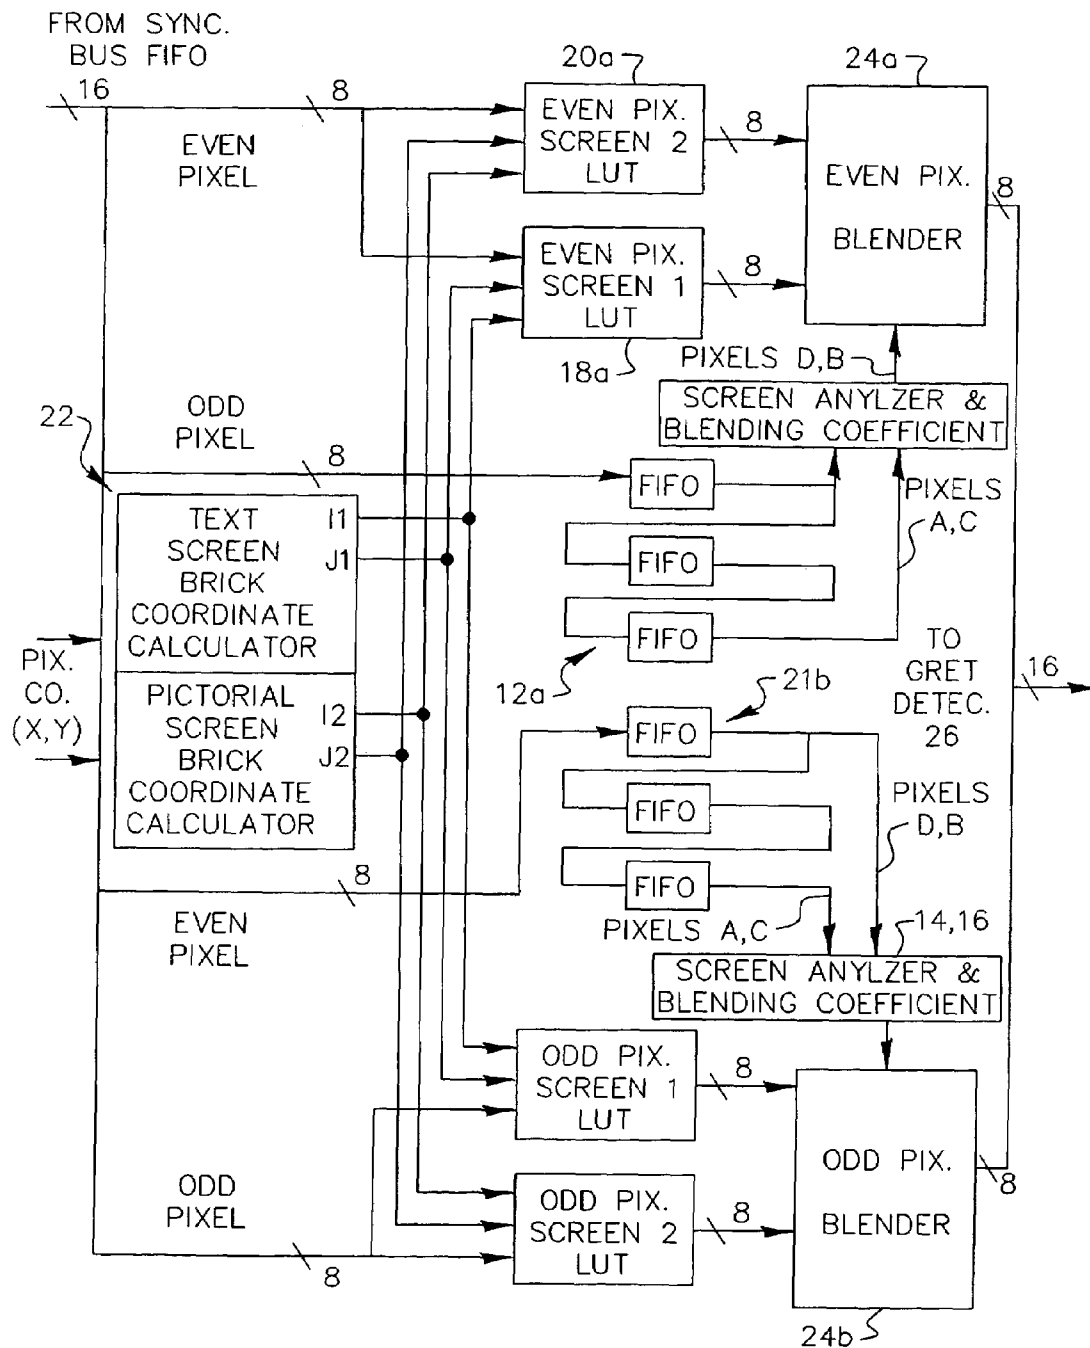 FROM SYNC.
BUS FIFO
16
8
EVEN
PIXEL
20a
EVEN PIX.
SCREEN 2
LUT
8
24a
EVEN PIX.
BLENDER
8
EVEN PIX.
SCREEN 1
LUT
8
18a
PIXELS D,B
SCREEN ANYLZER &
BLENDING COEFFICIENT
ODD
PIXEL
22
8
FIFO
PIXELS
A,C
TEXT
SCREEN
BRICK
COORDINATE
CALCULATOR
I1
J1
FIFO
FIFO
12a
PIX.
CO.
(X,Y)
PICTORIAL
SCREEN
BRICK
COORDINATE
CALCULATOR
I2
J2
21b
TO
GRET
DETEC.
26
16
FIFO
FIFO
PIXELS
D,B
8
FIFO
EVEN
PIXEL
PIXELS A,C
14,16
SCREEN ANYLZER &
BLENDING COEFFICIENT
ODD PIX.
SCREEN 1
LUT
8
ODD PIX.
BLENDER
8
ODD
PIXEL
8
ODD PIX.
SCREEN 2
LUT
8
24b